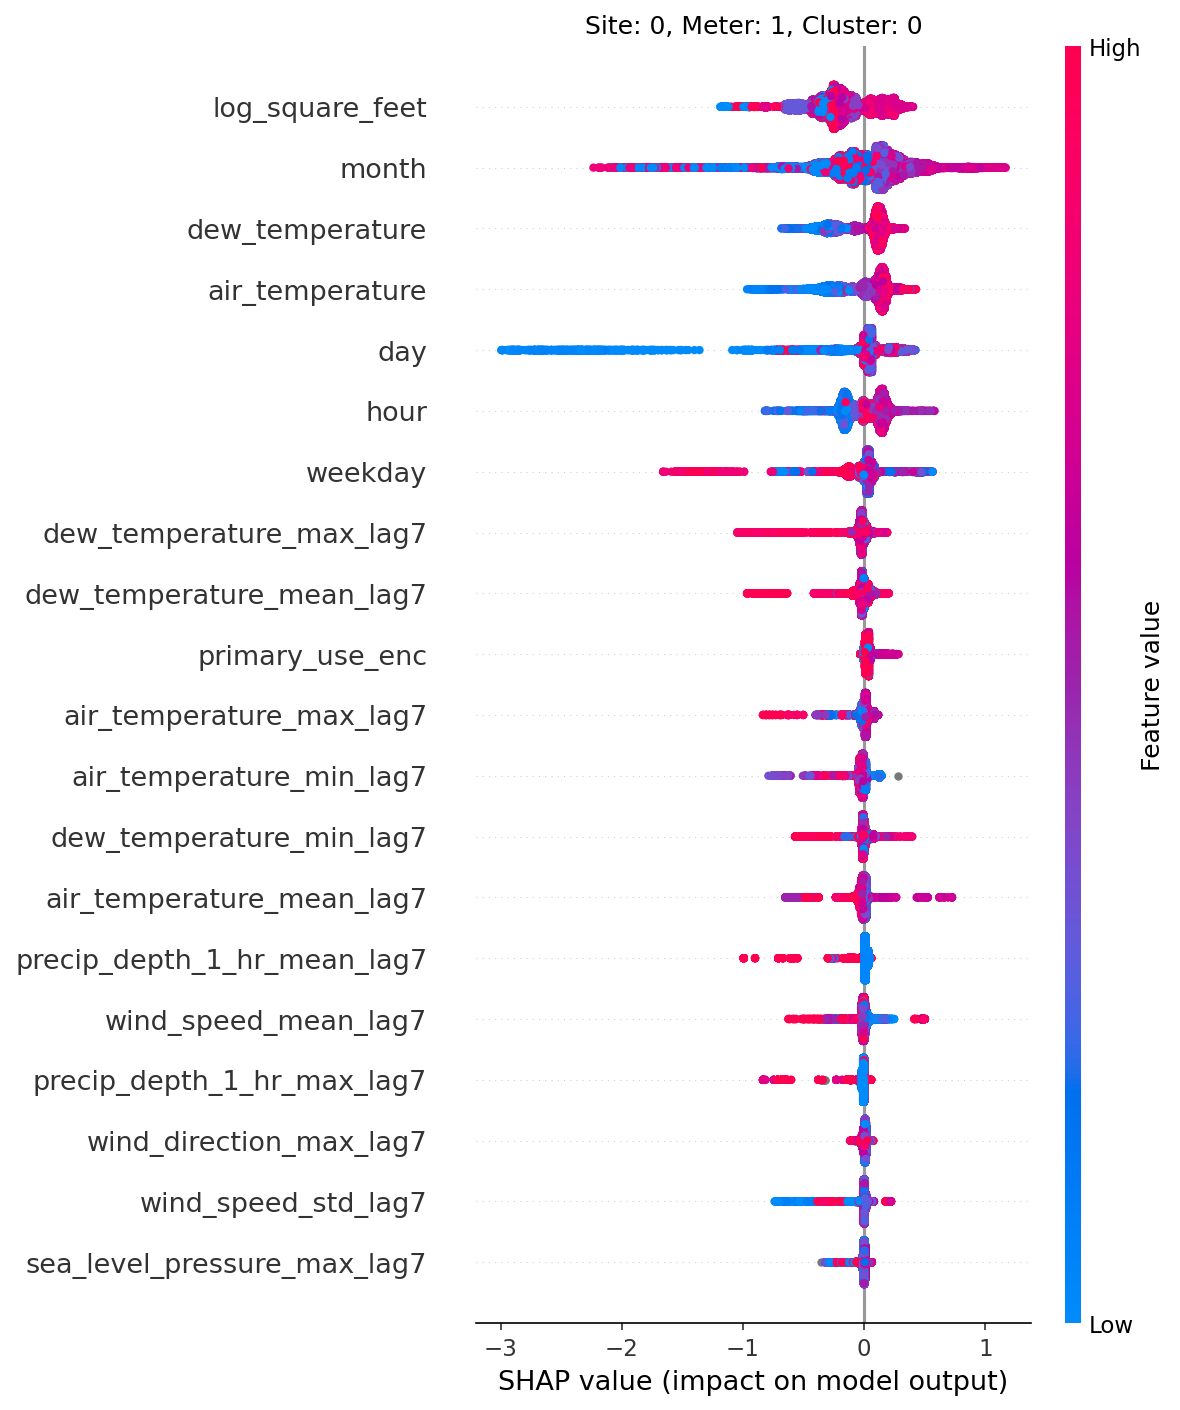 Site: 0, Meter: 1, Cluster: 0
High
log_square_feet
month
dew_temperature
air_temperature
day
hour
weekday
dew_temperature_max_lag7
dew_temperature_mean_lag7
primary_use_enc
air_temperature_max_lag7
air_temperature_min_lag7
dew_temperature_min_lag7
air_temperature_mean_lag7
precip_depth_1_hr_mean_lag7
wind_speed_mean_lag7
precip_depth_1_hr_max_lag7
wind_direction_max_lag7
wind_speed_std_lag7
sea_level_pressure_max_lag7
Feature value
Low
−3 −2 −1 0 1
SHAP value (impact on model output)